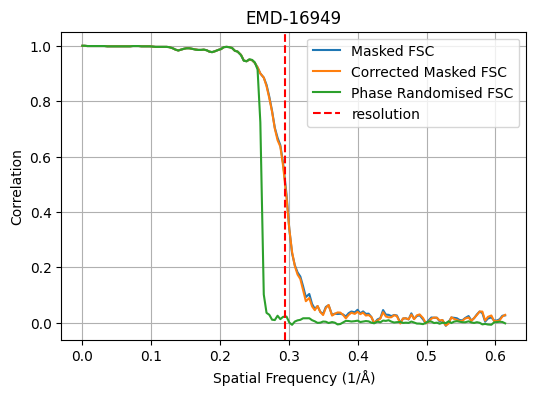 EMD-16949
Masked FSC
Corrected Masked FSC
Phase Randomised FSC
resolution
1.0
0.8
0.6
0.4
0.2
0.0
Correlation
0.0 0.1 0.2 0.3 0.4 0.5 0.6
Spatial Frequency (1/Å)